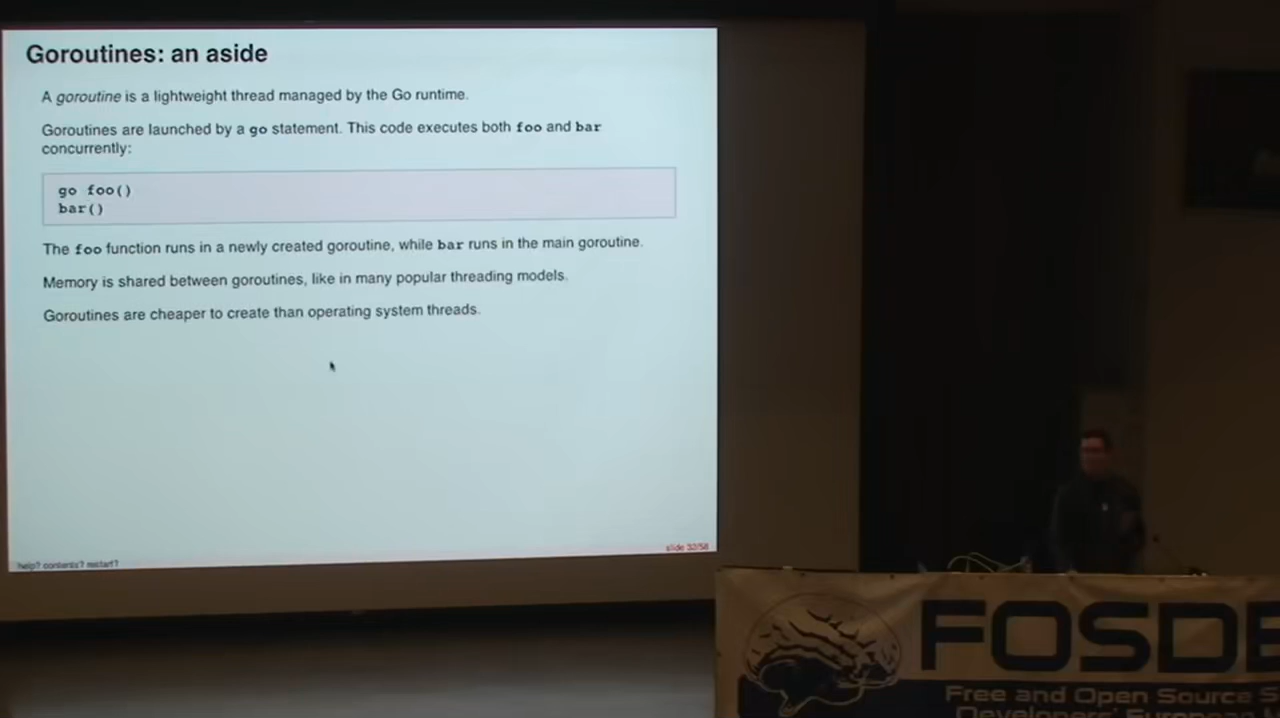 Goroutines: an aside
A goroutine is a lightweight thread managed by the Go runtime.
Goroutines are launched by a go statement. This code executes both foo and bar
concurrently:
go foo()
bar()
The foo function runs in a newly created goroutine, while bar runs in the main goroutine.
Memory is shared between goroutines, like in many popular threading models.
Goroutines are cheaper to create than operating system threads.
help? contents? restart?
slide
FOSDE
Free and Open Source S
Developers' European